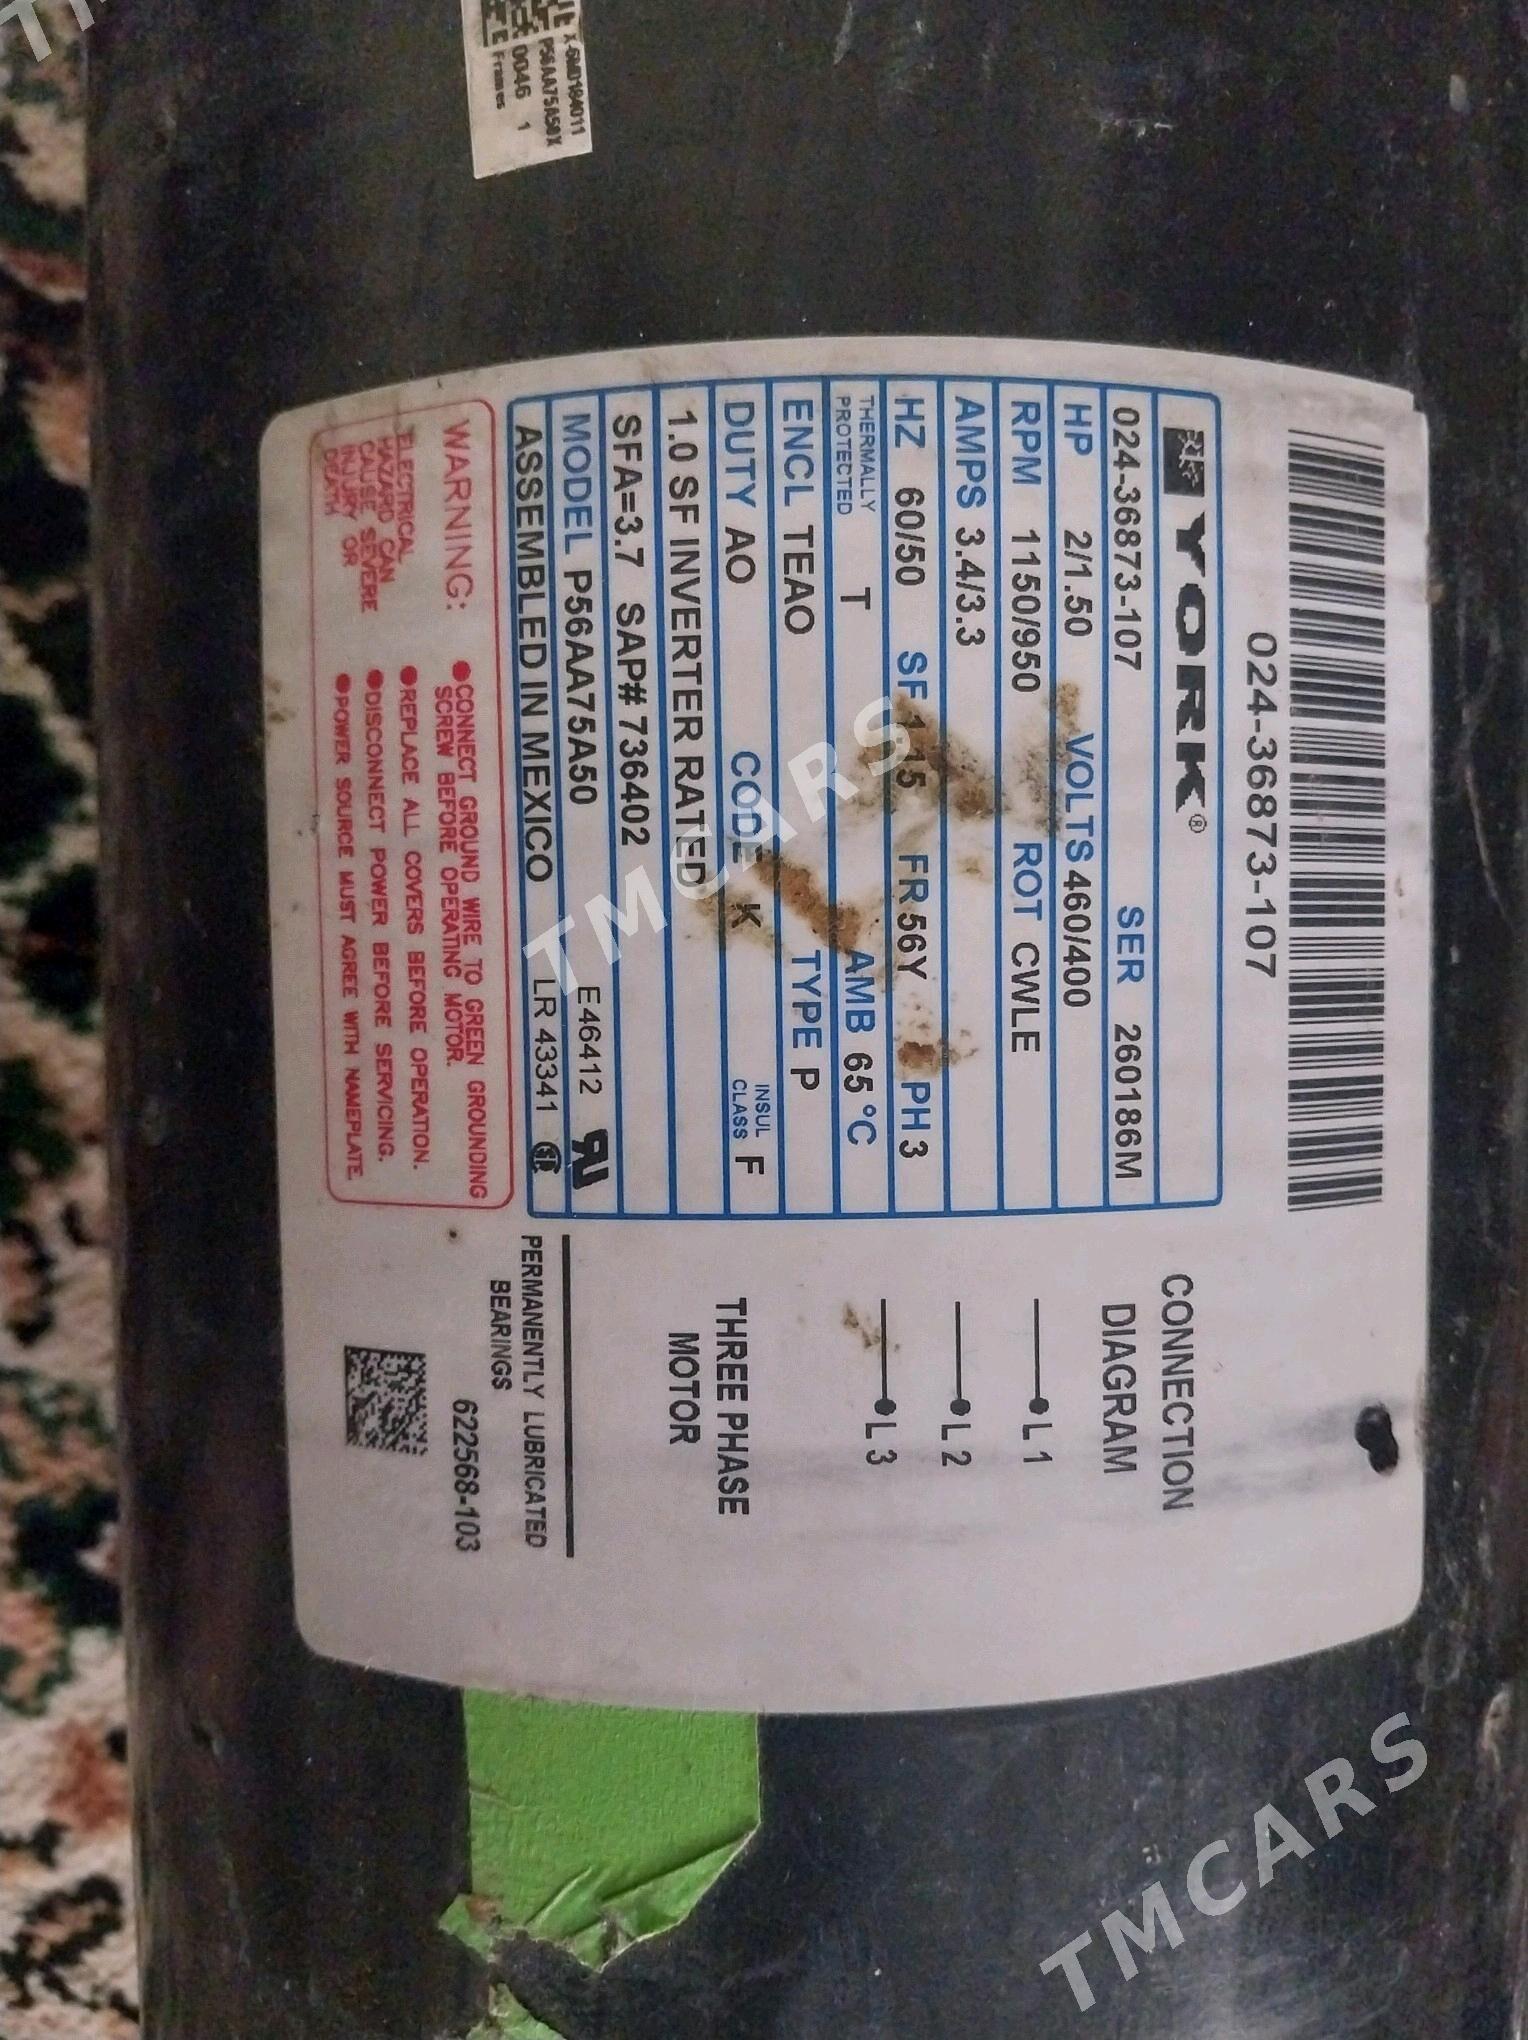 X-6MD184011
P56AA75A50X
0046 1
Frames
024-36873-107
YORK®
024-36873-107 SER 260186M
HP 2/1.50 VOLTS 460/400
RPM 1150/950 ROT CWLE
AMPS 3.4/3.3
HZ 60/50 SF 1.15 FR 56Y PH 3
THERMALLY PROTECTED T AMB 65 °C
ENCL TEAO TYPE P
DUTY AO CODE K INSUL CLASS F
1.0 SF INVERTER RATED
SFA=3.7 SAP# 736402
MODEL P56AA75A50 E46412
ASSEMBLED IN MEXICO LR 43341
WARNING:
ELECTRICAL
HAZARD CAN
CAUSE SEVERE
INJURY OR
DEATH
●CONNECT GROUND WIRE TO GREEN GROUNDING
SCREW BEFORE OPERATING MOTOR.
●REPLACE ALL COVERS BEFORE OPERATION.
●DISCONNECT POWER BEFORE SERVICING.
●POWER SOURCE MUST AGREE WITH NAMEPLATE.
CONNECTION
DIAGRAM
L 1
L 2
L 3
THREE PHASE
MOTOR
PERMANENTLY LUBRICATED
BEARINGS
622568-103
TMCARS
TMCARS